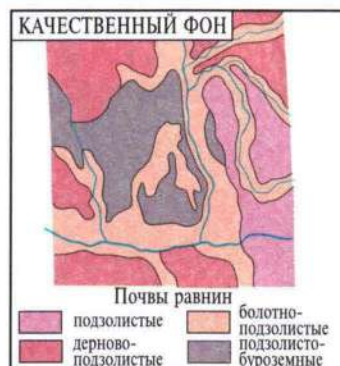 КАЧЕСТВЕННЫЙ ФОН
Почвы равнин
подзолистые
дерново-
подзолистые
болотно-
подзолистые
подзолисто-
буроземные